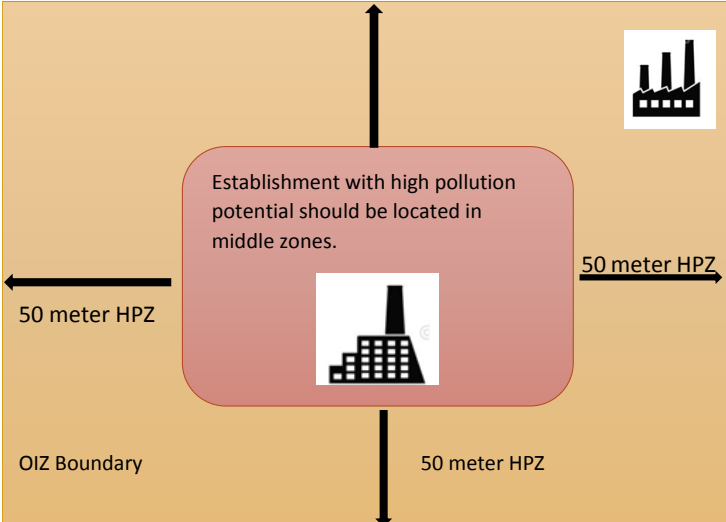 Establishment with high pollution
potential should be located in
middle zones.
50 meter HPZ
50 meter HPZ
OIZ Boundary
50 meter HPZ